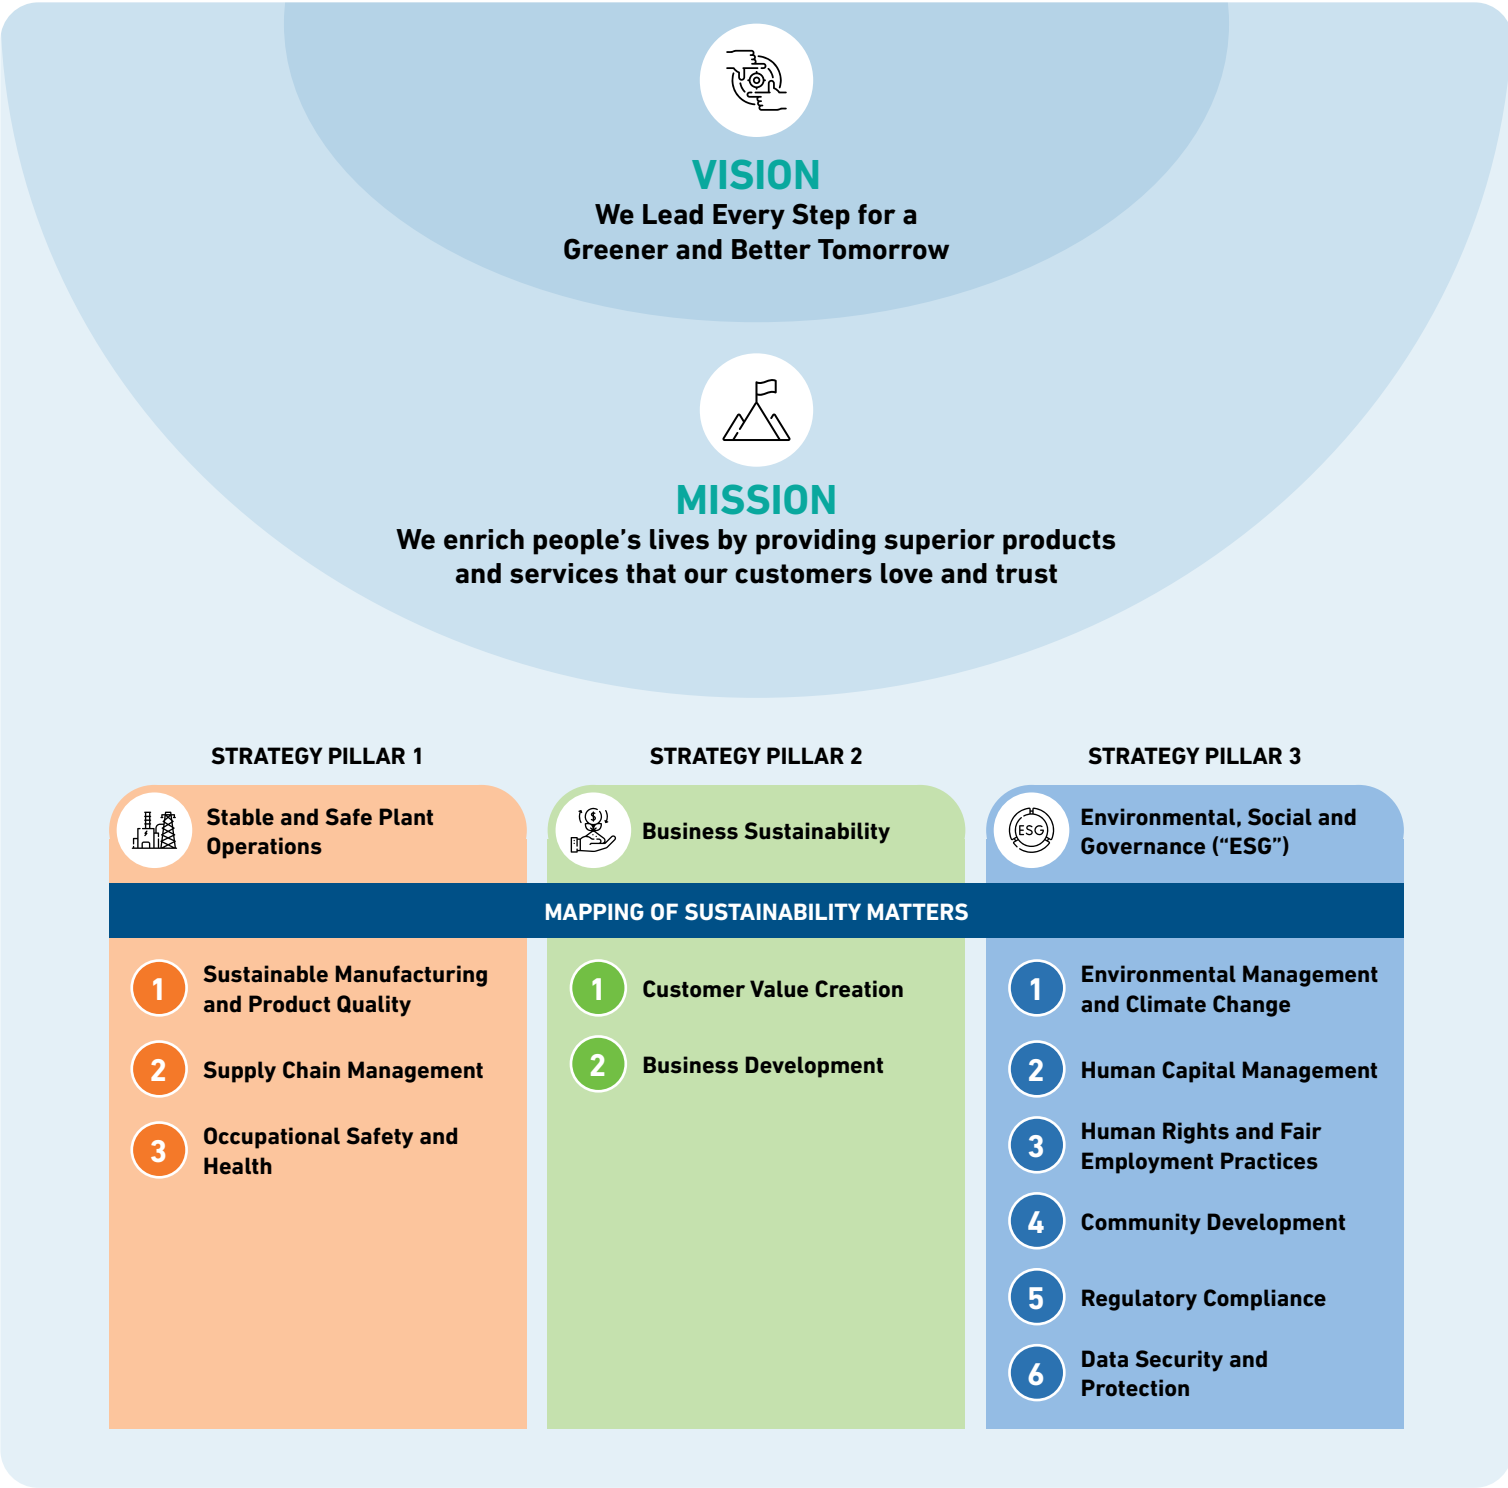 VISION
We Lead Every Step for a
Greener and Better Tomorrow
MISSION
We enrich people’s lives by providing superior products
and services that our customers love and trust
STRATEGY PILLAR 1
Stable and Safe Plant
Operations
STRATEGY PILLAR 2
$
Business Sustainability
STRATEGY PILLAR 3
ESG
Environmental, Social and
Governance (“ESG”)
MAPPING OF SUSTAINABILITY MATTERS
1
Sustainable Manufacturing
and Product Quality
2
Supply Chain Management
3
Occupational Safety and
Health
1
Customer Value Creation
2
Business Development
1
Environmental Management
and Climate Change
2
Human Capital Management
3
Human Rights and Fair
Employment Practices
4
Community Development
5
Regulatory Compliance
6
Data Security and
Protection